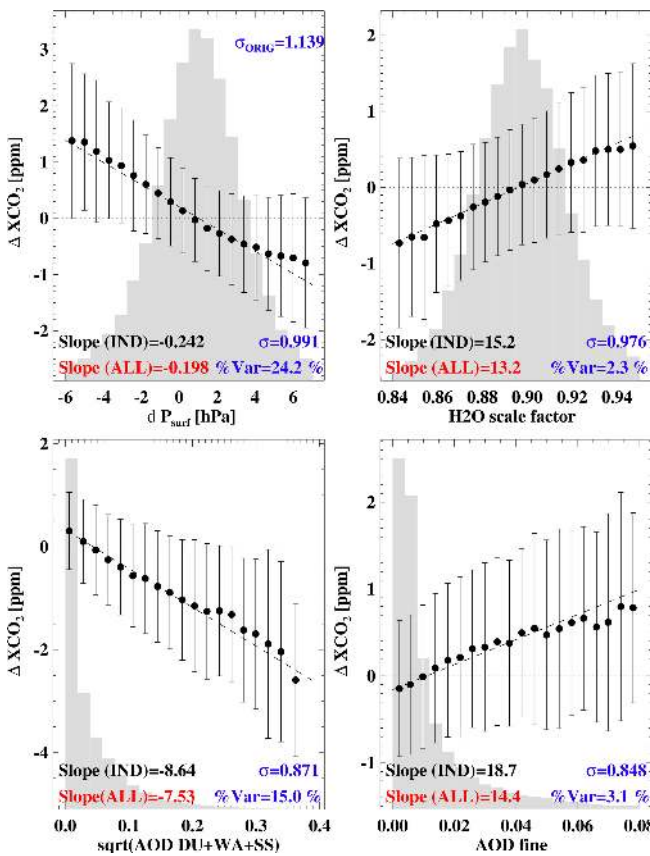 3
2
1
0
-1
-2
Δ XCO₂ [ppm]
σORIG=1.139
Slope (IND)=-0.242
σ=0.991
Slope (ALL)=-0.198
%Var=24.2 %
-6 -4 -2 0 2 4 6
d Psurf [hPa]
2
1
0
-1
-2
Δ XCO₂ [ppm]
Slope (IND)=15.2
σ=0.976
Slope (ALL)=13.2
%Var=2.3 %
0.84 0.86 0.88 0.90 0.92 0.94
H2O scale factor
2
0
-2
-4
Δ XCO₂ [ppm]
Slope (IND)=-8.64
σ=0.871
Slope(ALL)=-7.53
%Var=15.0 %
0.0 0.1 0.2 0.3 0.4
sqrt(AOD DU+WA+SS)
2
1
0
-1
Δ XCO₂ [ppm]
Slope (IND)=18.7
σ=0.848
Slope (ALL)=14.4
%Var=3.1 %
0.00 0.02 0.04 0.06 0.08
AOD fine